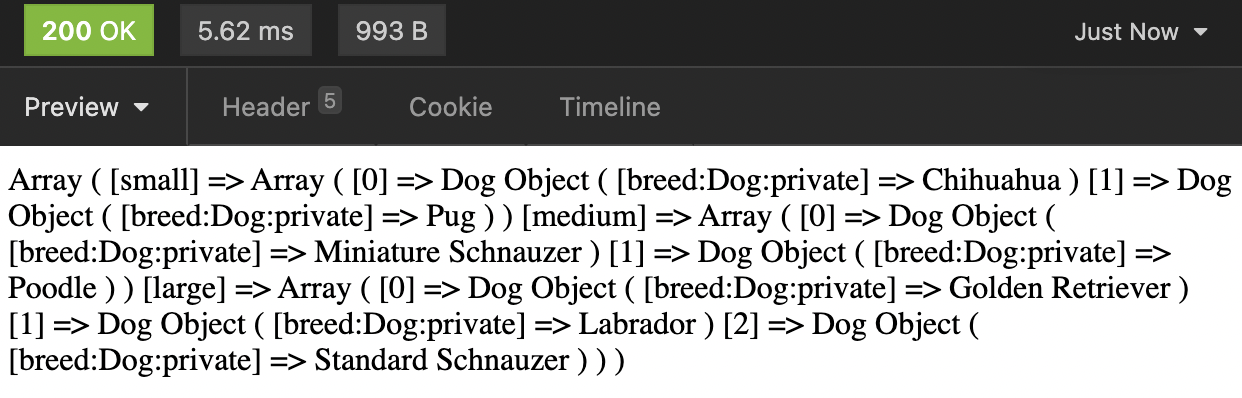 200 OK 5.62 ms 993 B Just Now
Preview Header 5 Cookie Timeline
Array ( [small] => Array ( [0] => Dog Object ( [breed:Dog:private] => Chihuahua ) [1] => Dog
Object ( [breed:Dog:private] => Pug ) ) [medium] => Array ( [0] => Dog Object (
[breed:Dog:private] => Miniature Schnauzer ) [1] => Dog Object ( [breed:Dog:private] =>
Poodle ) ) [large] => Array ( [0] => Dog Object ( [breed:Dog:private] => Golden Retriever )
[1] => Dog Object ( [breed:Dog:private] => Labrador ) [2] => Dog Object (
[breed:Dog:private] => Standard Schnauzer ) ) )